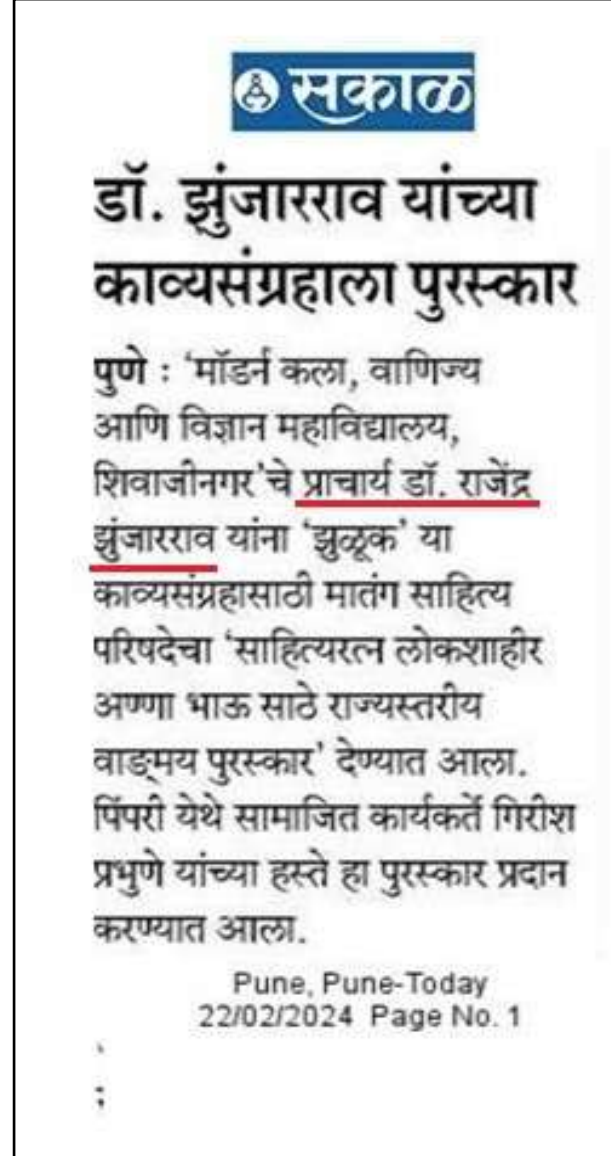 सकाळ
डॉ. झुंजारराव यांच्या
काव्यसंग्रहाला पुरस्कार
पुणे : 'मॉडर्न कला, वाणिज्य
आणि विज्ञान महाविद्यालय,
शिवाजीनगर'चे प्राचार्य डॉ. राजेंद्र
झुंजारराव यांना 'झुळूक' या
काव्यसंग्रहासाठी मातंग साहित्य
परिषदेचा 'साहित्यरत्न लोकशाहीर
अण्णा भाऊ साठे राज्यस्तरीय
वाङ्‌मय पुरस्कार' देण्यात आला.
पिंपरी येथे सामाजित कार्यकर्ते गिरीश
प्रभुणे यांच्या हस्ते हा पुरस्कार प्रदान
करण्यात आला.
Pune, Pune-Today
22/02/2024 Page No. 1